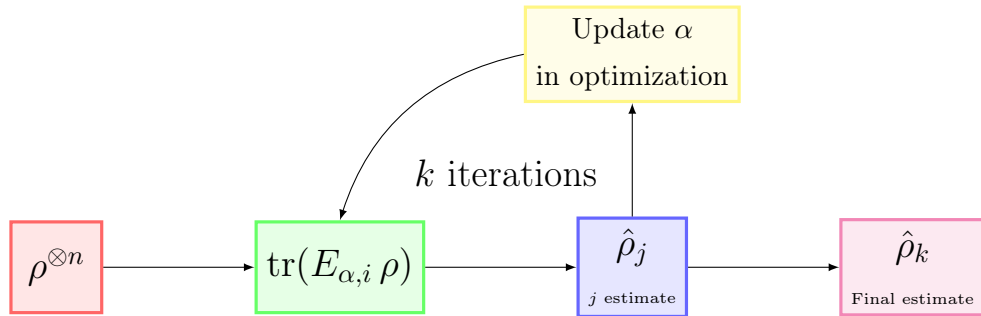 Update α
in optimization
k iterations
ρ^{⊗n}
tr(E_{α,i} ρ)
ρ̂_j
j estimate
ρ̂_k
Final estimate